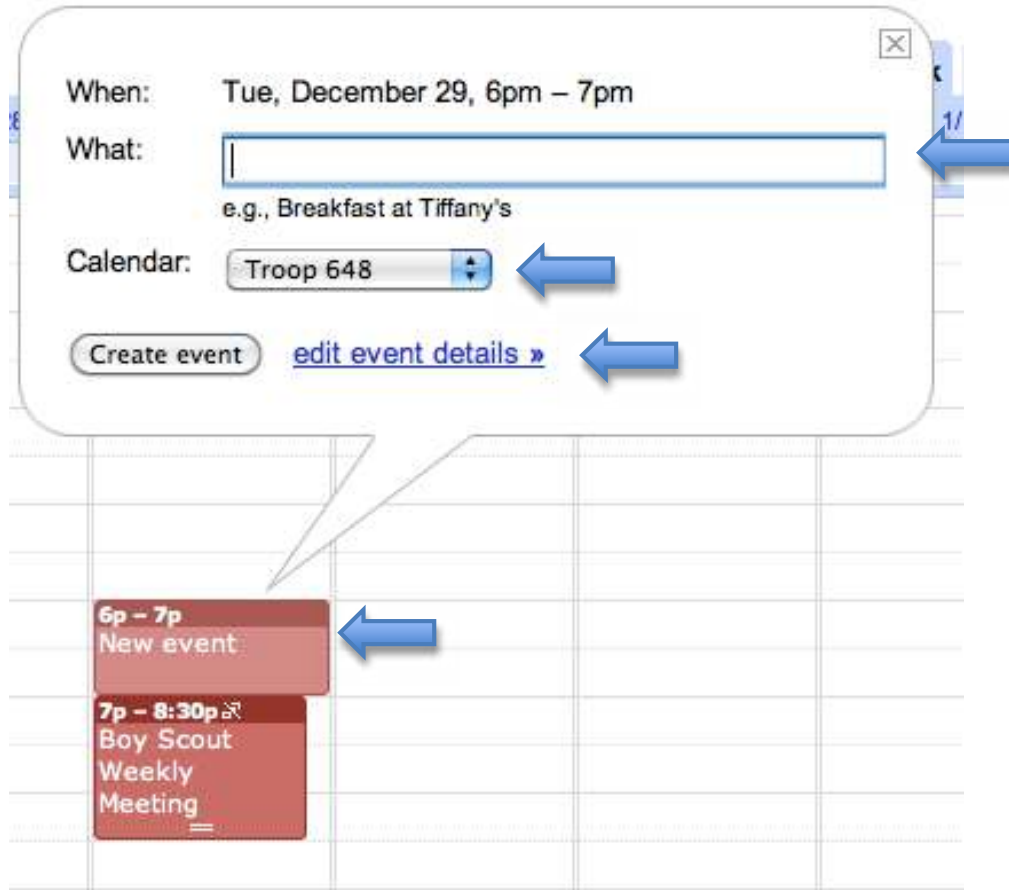 When: Tue, December 29, 6pm – 7pm
What:
e.g., Breakfast at Tiffany's
Calendar: Troop 648
Create event edit event details »
1/
6p – 7p
New event
7p – 8:30p
Boy Scout
Weekly
Meeting